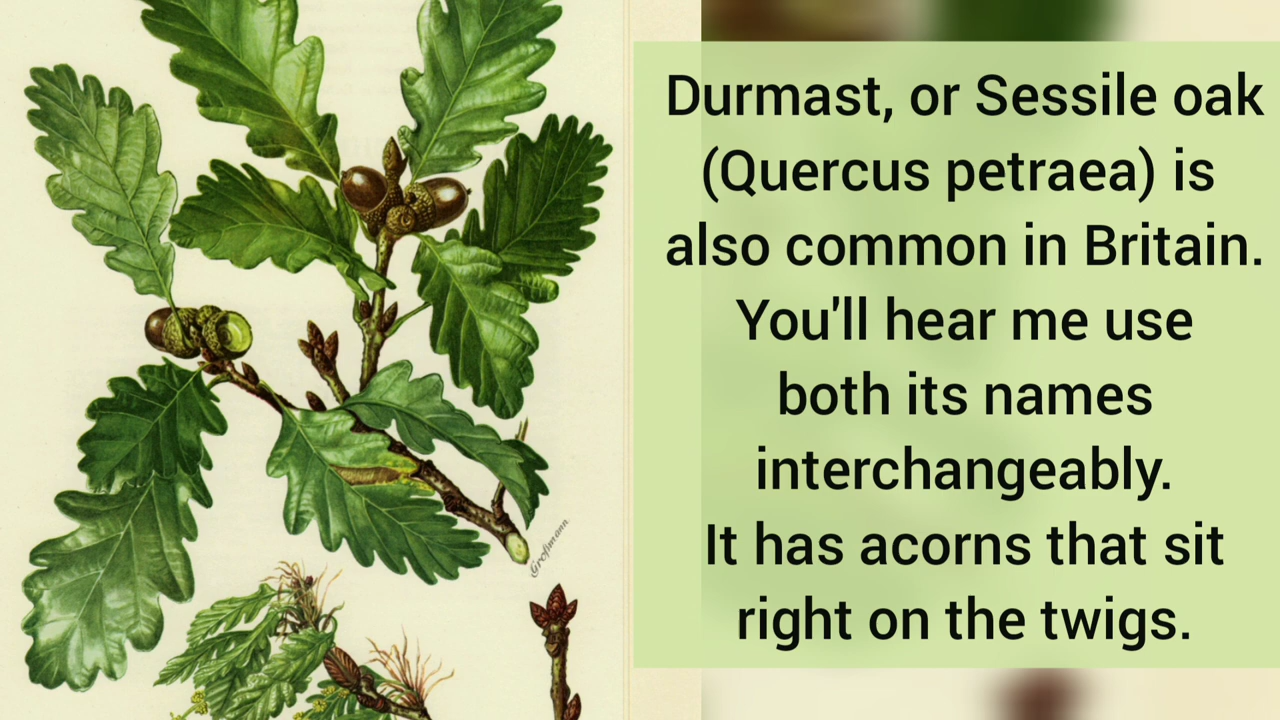 Durmast, or Sessile oak
(Quercus petraea) is
also common in Britain.
You'll hear me use
both its names
interchangeably.
It has acorns that sit
right on the twigs.
Großmann